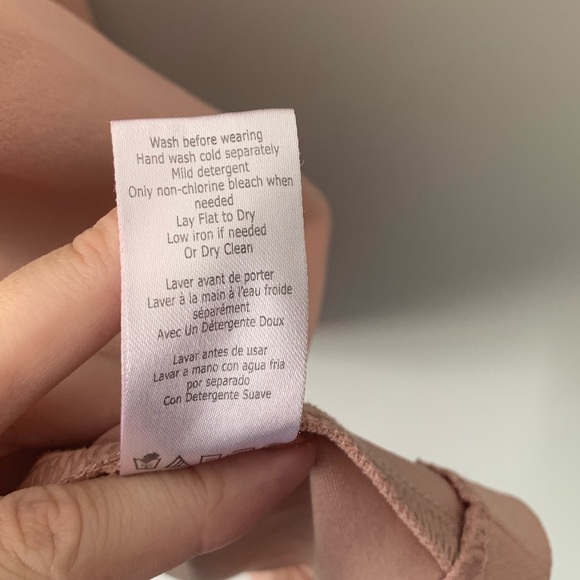 Wash before wearing
Hand wash cold separately
Mild detergent
Only non-chlorine bleach when
needed
Lay Flat to Dry
Low iron if needed
Or Dry Clean
Laver avant de porter
Laver à la main à l'eau froide
séparément
Avec Un Détergente Doux
Lavar antes de usar
Lavar a mano con agua fria
por separado
Con Detergente Suave